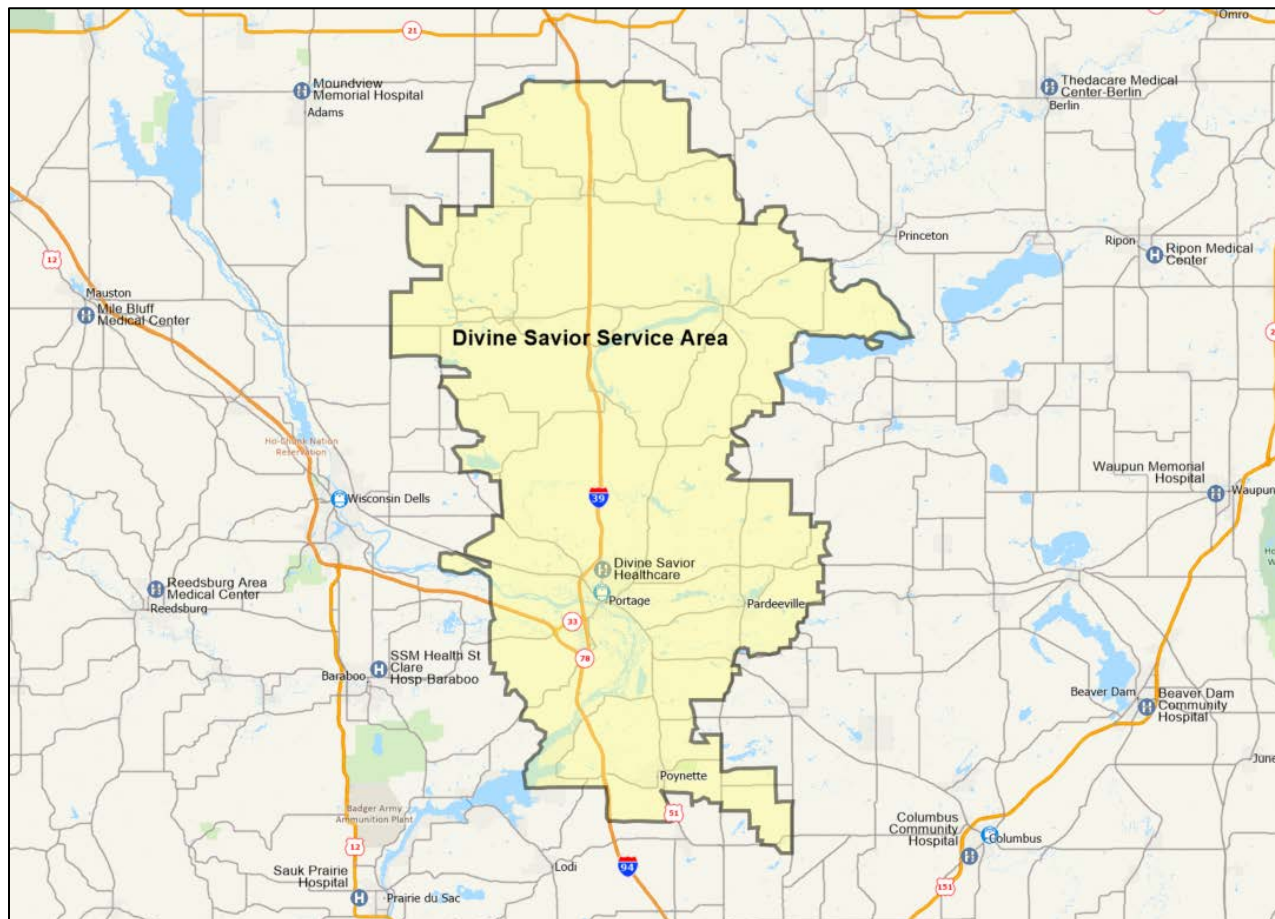 Omro
21
Moundview
Memorial Hospital
Adams
Thedacare Medical
Center-Berlin
Berlin
Princeton
Ripon
Ripon Medical
Center
12
Mauston
Mile Bluff
Medical Center
Divine Savior Service Area
Ho-Chunk Nation
Reservation
Wisconsin Dells
39
Waupun Memorial
Hospital
Waupun
Divine Savior
Healthcare
Portage
Pardeeville
Reedsburg Area
Medical Center
Reedsburg
33
78
SSM Health St
Clare
Hosp-Baraboo
Baraboo
Beaver Dam
Beaver Dam
Community
Hospital
Poynette
June
Badger Army
Ammunition Plant
51
12
Columbus
Community
Hospital
Columbus
Lodi
94
151
Sauk Prairie
Hospital
Prairie du Sac